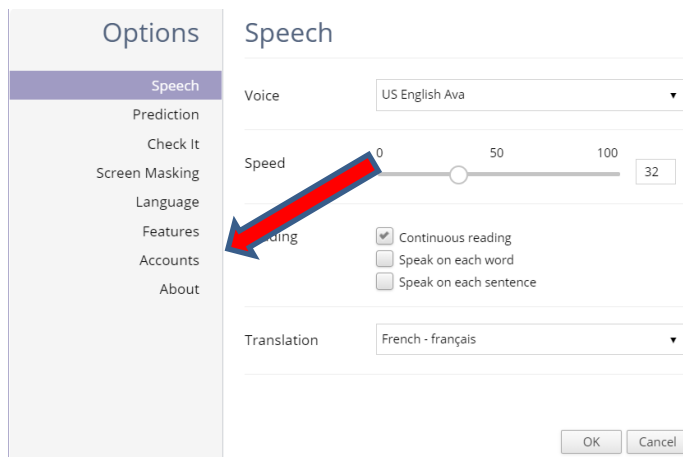 Options
Speech
Prediction
Check It
Screen Masking
Language
Features
Accounts
About
Speech
Voice
US English Ava
Speed
0 50 100
32
Continuous reading
Speak on each word
Speak on each sentence
Translation
French - français
OK Cancel